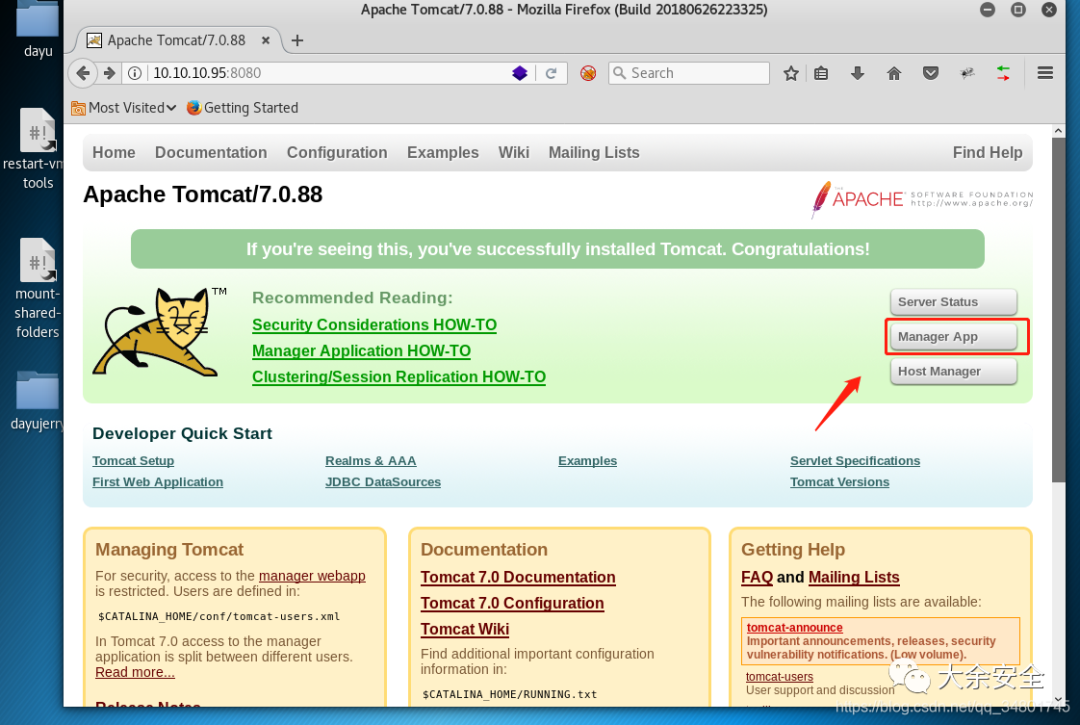 Apache Tomcat/7.0.88 - Mozilla Firefox (Build 20180626223325)
dayu
Apache Tomcat/7.0.88
10.10.10.95:8080
Search
Most Visited
Getting Started
restart-vm
tools
mount-
shared-
folders
dayujerry
Home Documentation Configuration Examples Wiki Mailing Lists Find Help
Apache Tomcat/7.0.88
THE
APACHE
SOFTWARE FOUNDATION
http://www.apache.org/
If you're seeing this, you've successfully installed Tomcat. Congratulations!
TM
Recommended Reading:
Security Considerations HOW-TO
Manager Application HOW-TO
Clustering/Session Replication HOW-TO
Server Status
Manager App
Host Manager
Developer Quick Start
Tomcat Setup Realms & AAA Examples Servlet Specifications
First Web Application JDBC DataSources Tomcat Versions
Managing Tomcat
For security, access to the manager webapp
is restricted. Users are defined in:
$CATALINA_HOME/conf/tomcat-users.xml
In Tomcat 7.0 access to the manager
application is split between different users.
Read more...
Release Notes
Documentation
Tomcat 7.0 Documentation
Tomcat 7.0 Configuration
Tomcat Wiki
Find additional important configuration
information in:
$CATALINA_HOME/RUNNING.txt
Getting Help
FAQ and Mailing Lists
The following mailing lists are available:
tomcat-announce
Important announcements, releases, security
vulnerability notifications. (Low volume).
tomcat-users
User support and discussion
大余安全
https://blog.csdn.net/qq_34801745